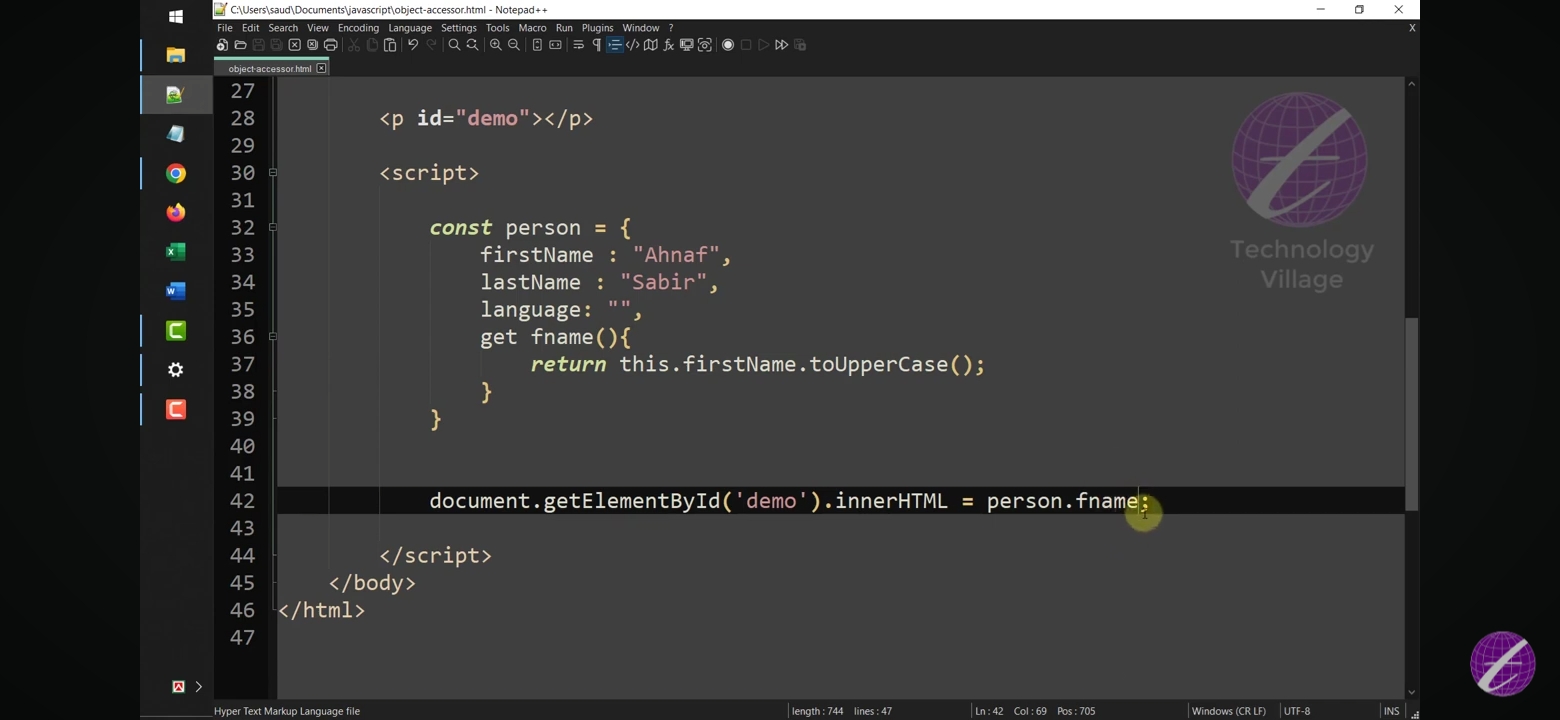 C:\Users\saud\Documents\javascript\object-accessor.html - Notepad++
File Edit Search View Encoding Language Settings Tools Macro Run Plugins Window ? X
object-accessor.html
27
28 <p id="demo"></p>
29
30 <script>
31
32 const person = {
33 firstName : "Ahnaf",
34 lastName : "Sabir",
35 language: "",
36 get fname(){
37 return this.firstName.toUpperCase();
38 }
39 }
40
41
42 document.getElementById('demo').innerHTML = person.fname;
43
44 </script>
45 </body>
46 </html>
47
Technology
Village
Hyper Text Markup Language file length : 744 lines : 47 Ln : 42 Col : 69 Pos : 705 Windows (CR LF) UTF-8 INS